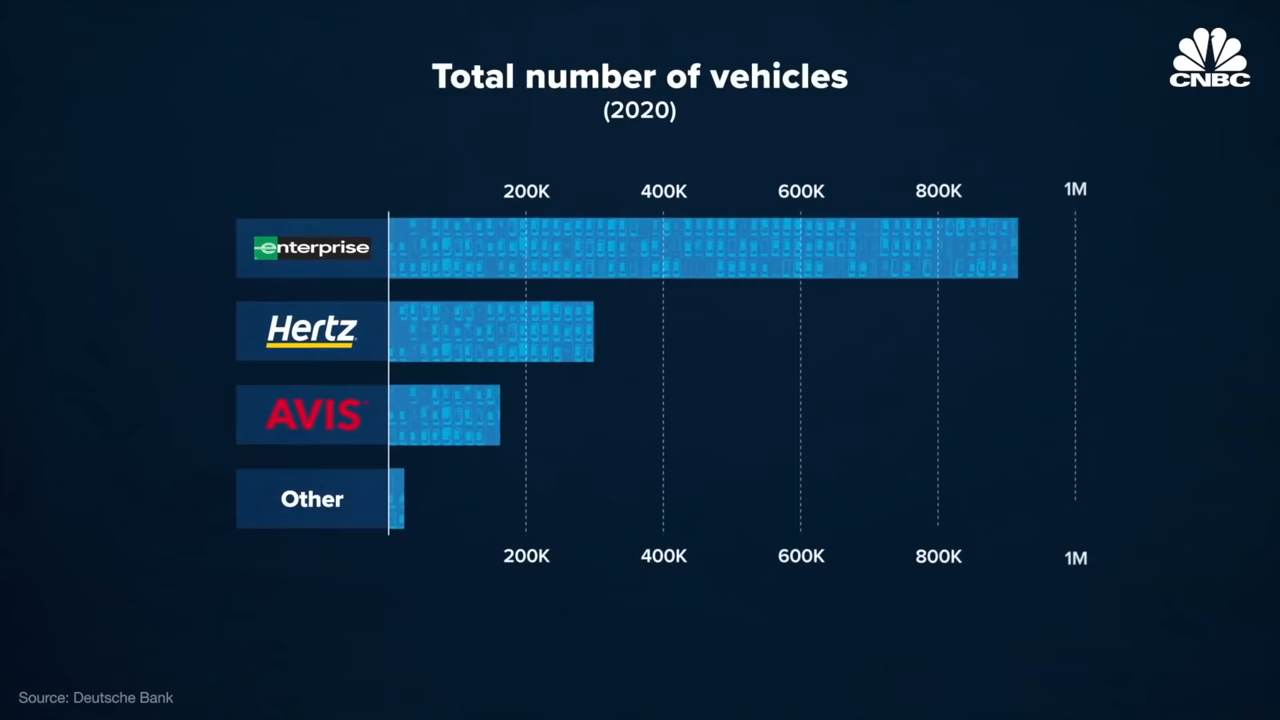 CNBC
Total number of vehicles
(2020)
200K 400K 600K 800K 1M
enterprise
Hertz
AVIS
Other
200K 400K 600K 800K 1M
Source: Deutsche Bank